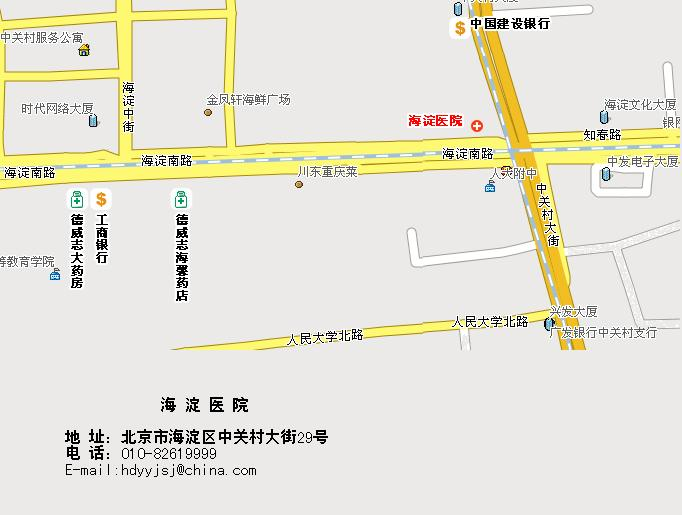 中国建设银行
中关村服务公寓
金凤轩海鲜广场
时代网络大厦
海淀中街
海淀医院
海淀文化大厦
知春路
海淀南路
海淀南路
海淀南路
中发电子大厦
川东重庆菜
人大附中
中关村大街
德威志大药房
工商银行
德威志海馨药店
等教育学院
兴发大厦
人民大学北路
人民大学北路
广发银行中关村支行
海 淀 医 院
地 址：北京市海淀区中关村大街29号
电 话：010-82619999
E-mail:hdyyjsj@china.com